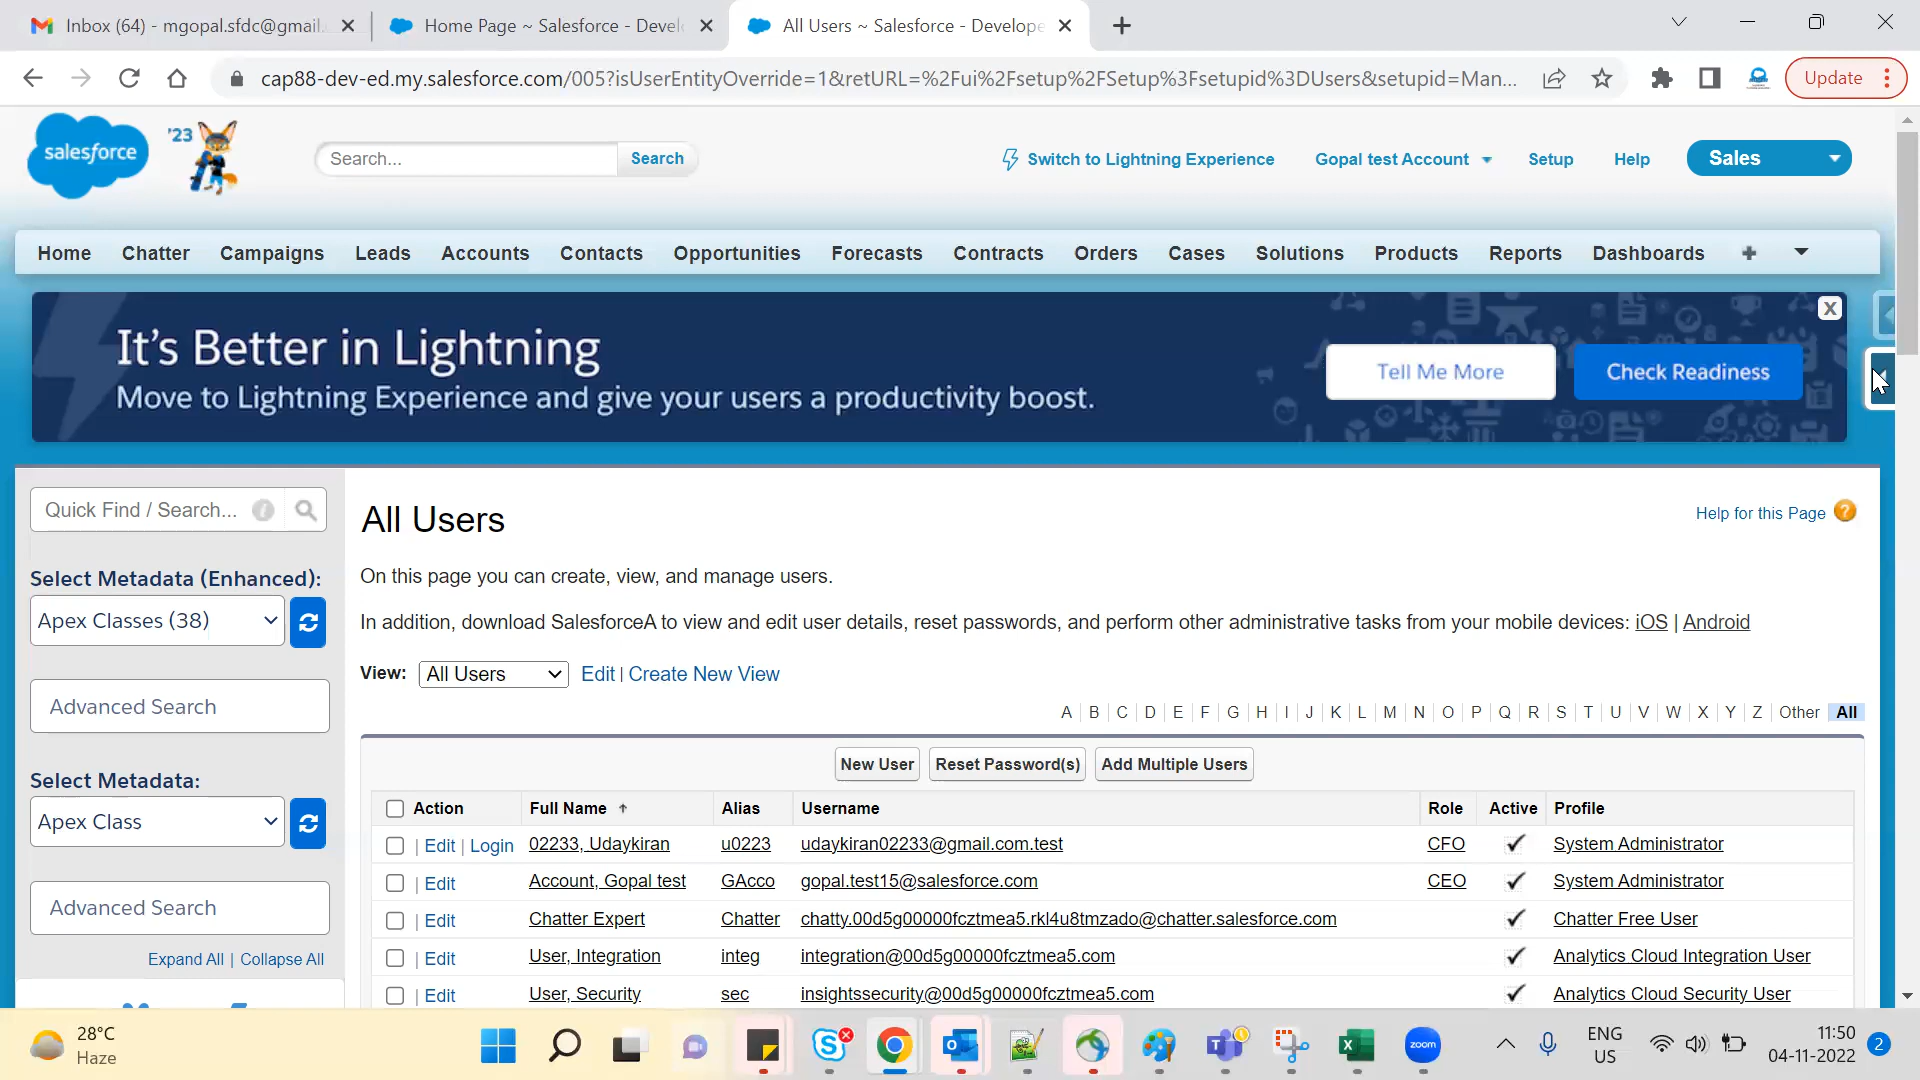 Inbox (64) - mgopal.sfdc@gmail.
Home Page ~ Salesforce - Devel
All Users ~ Salesforce - Develope
cap88-dev-ed.my.salesforce.com/005?isUserEntityOverride=1&retURL=%2Fui%2Fsetup%2FSetup%3Fsetupid%3DUsers&setupid=Man...
Update
salesforce
'23
Search...
Search
Switch to Lightning Experience
Gopal test Account
Setup
Help
Sales
Home Chatter Campaigns Leads Accounts Contacts Opportunities Forecasts Contracts Orders Cases Solutions Products Reports Dashboards +
It's Better in Lightning
Move to Lightning Experience and give your users a productivity boost.
Tell Me More
Check Readiness
X
Quick Find / Search...
i
Select Metadata (Enhanced):
Apex Classes (38)
Advanced Search
Select Metadata:
Apex Class
Advanced Search
Expand All | Collapse All
All Users
Help for this Page ?
On this page you can create, view, and manage users.
In addition, download SalesforceA to view and edit user details, reset passwords, and perform other administrative tasks from your mobile devices: iOS | Android
View: All Users Edit | Create New View
A | B | C | D | E | F | G | H | I | J | K | L | M | N | O | P | Q | R | S | T | U | V | W | X | Y | Z | Other All
New User Reset Password(s) Add Multiple Users
Action Full Name ↑ Alias Username Role Active Profile
| Edit | Login 02233, Udaykiran u0223 udaykiran02233@gmail.com.test CFO ✓ System Administrator
| Edit Account, Gopal test GAcco gopal.test15@salesforce.com CEO ✓ System Administrator
| Edit Chatter Expert Chatter chatty.00d5g00000fcztmea5.rkl4u8tmzado@chatter.salesforce.com ✓ Chatter Free User
| Edit User, Integration integ integration@00d5g00000fcztmea5.com ✓ Analytics Cloud Integration User
| Edit User, Security sec insightssecurity@00d5g00000fcztmea5.com ✓ Analytics Cloud Security User
28°C
Haze
zoom
ENG
US
11:50
04-11-2022
2